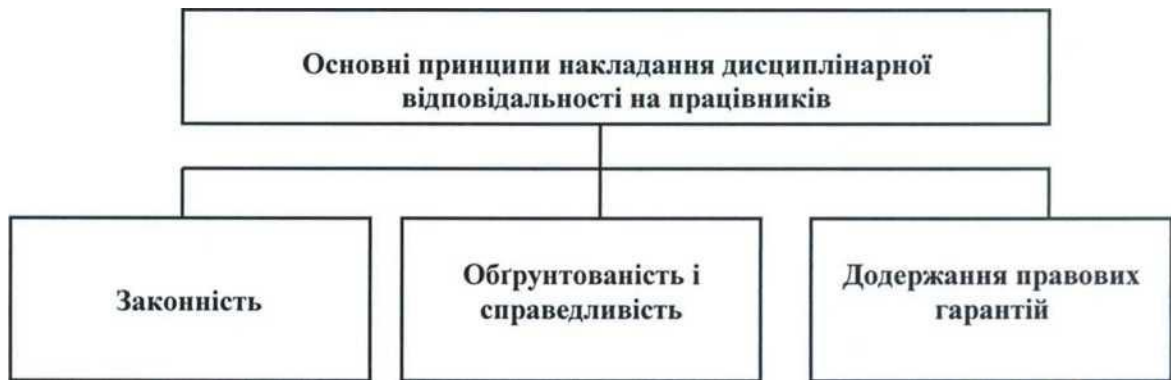 Основні принципи накладання дисциплінарної
відповідальності на працівників
Законність
Обґрунтованість і
справедливість
Додержання правових
гарантій